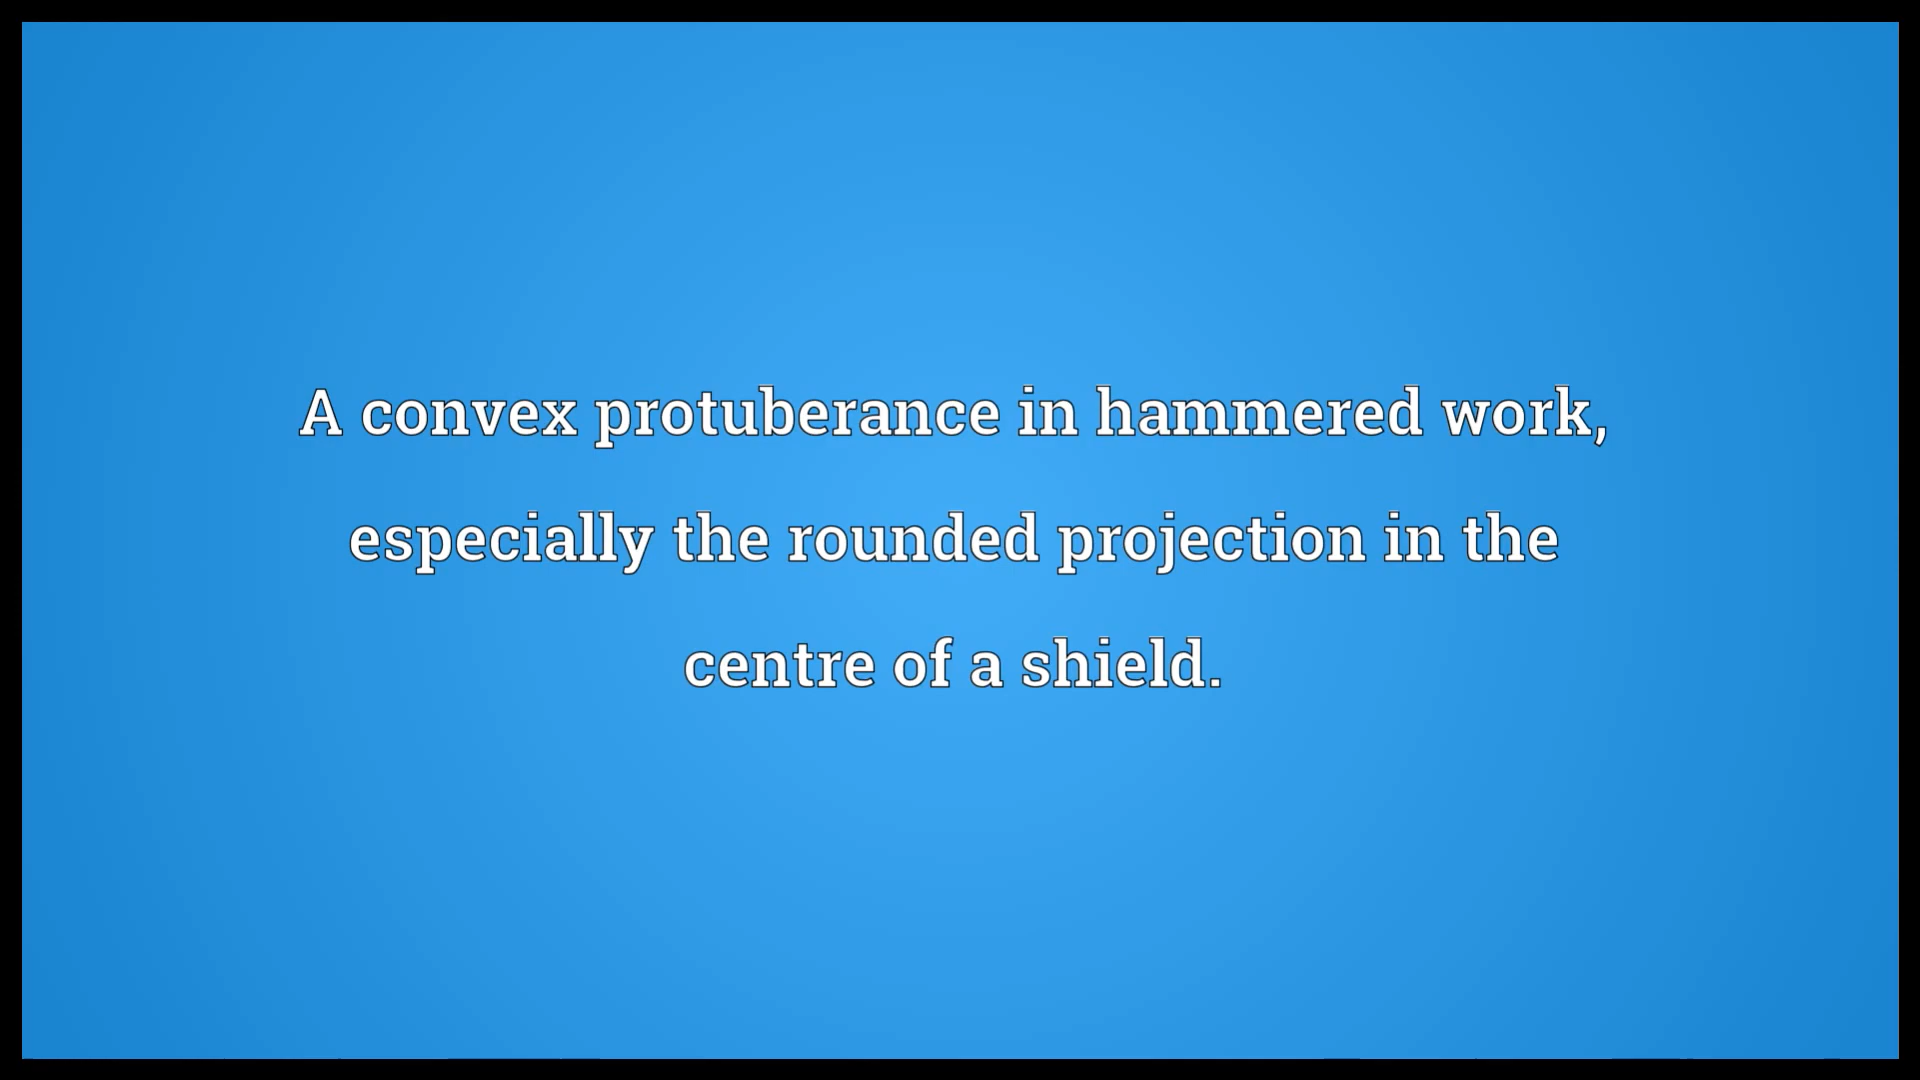 A convex protuberance in hammered work,
especially the rounded projection in the
centre of a shield.